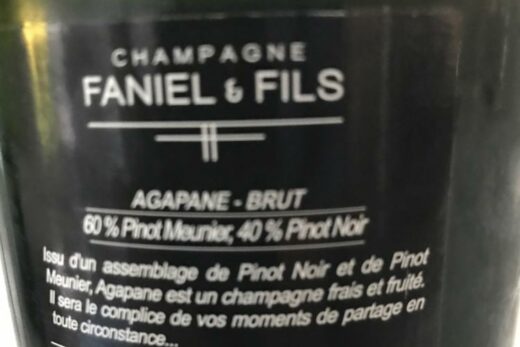 CHAMPAGNE
FANIEL & FILS
AGAPANE - BRUT
60 % Pinot Meunier, 40 % Pinot Noir
Issu d'un assemblage de Pinot Noir et de Pinot
Meunier, Agapane est un champagne frais et fruité.
Il sera le complice de vos moments de partage en
toute circonstance...